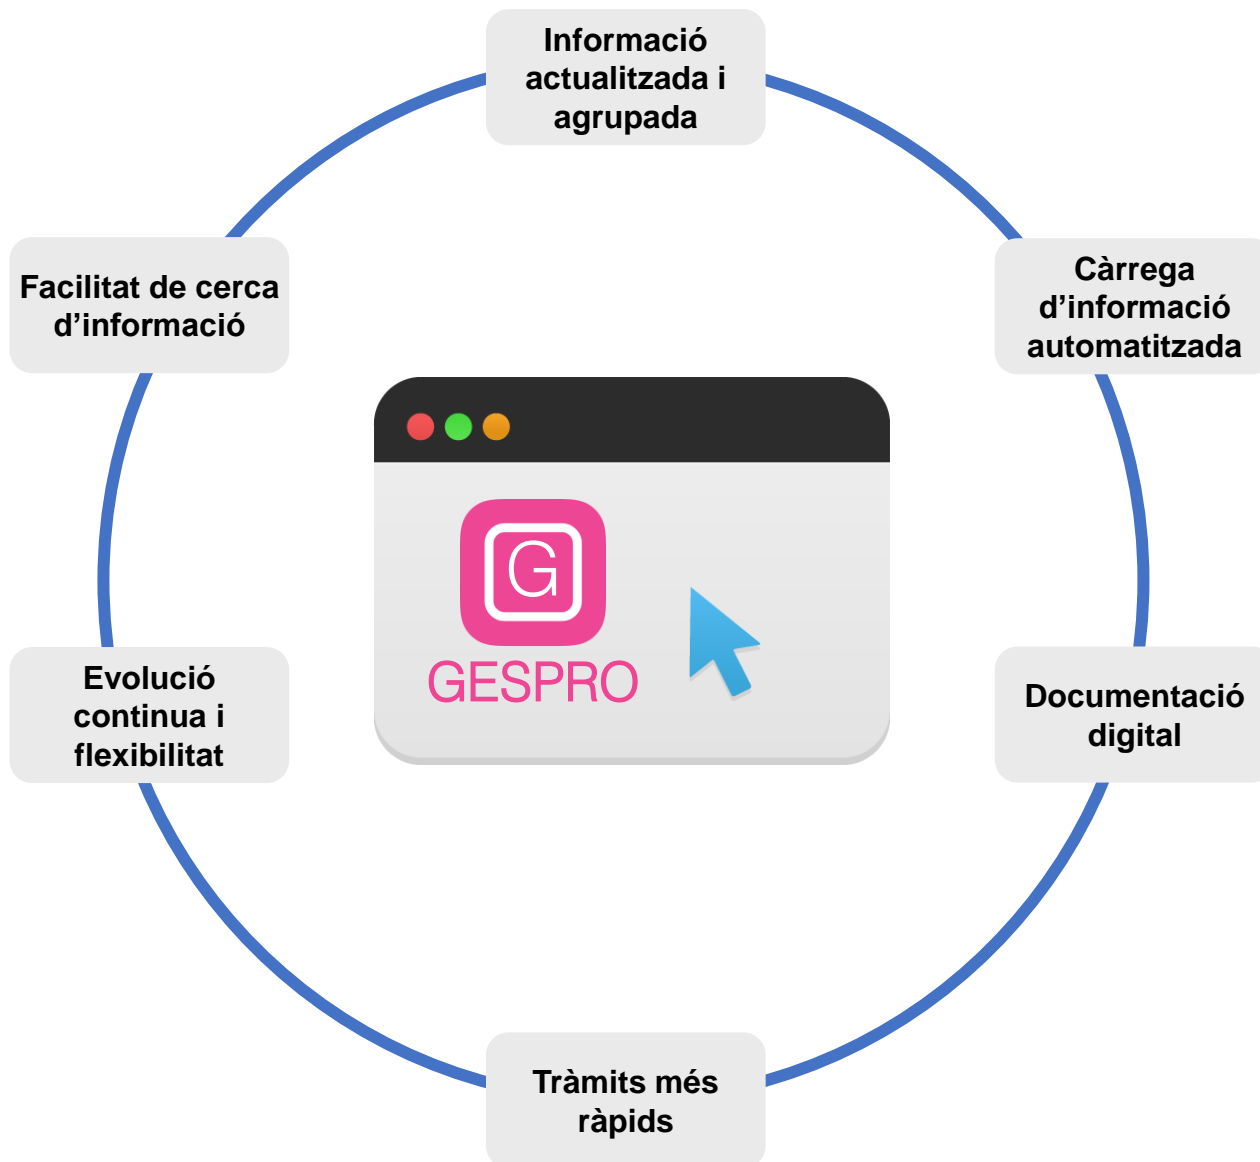 Informació
actualitzada i
agrupada
Facilitat de cerca
d’informació
Càrrega
d’informació
automatitzada
G
GESPRO
Evolució
continua i
flexibilitat
Documentació
digital
Tràmits més
ràpids